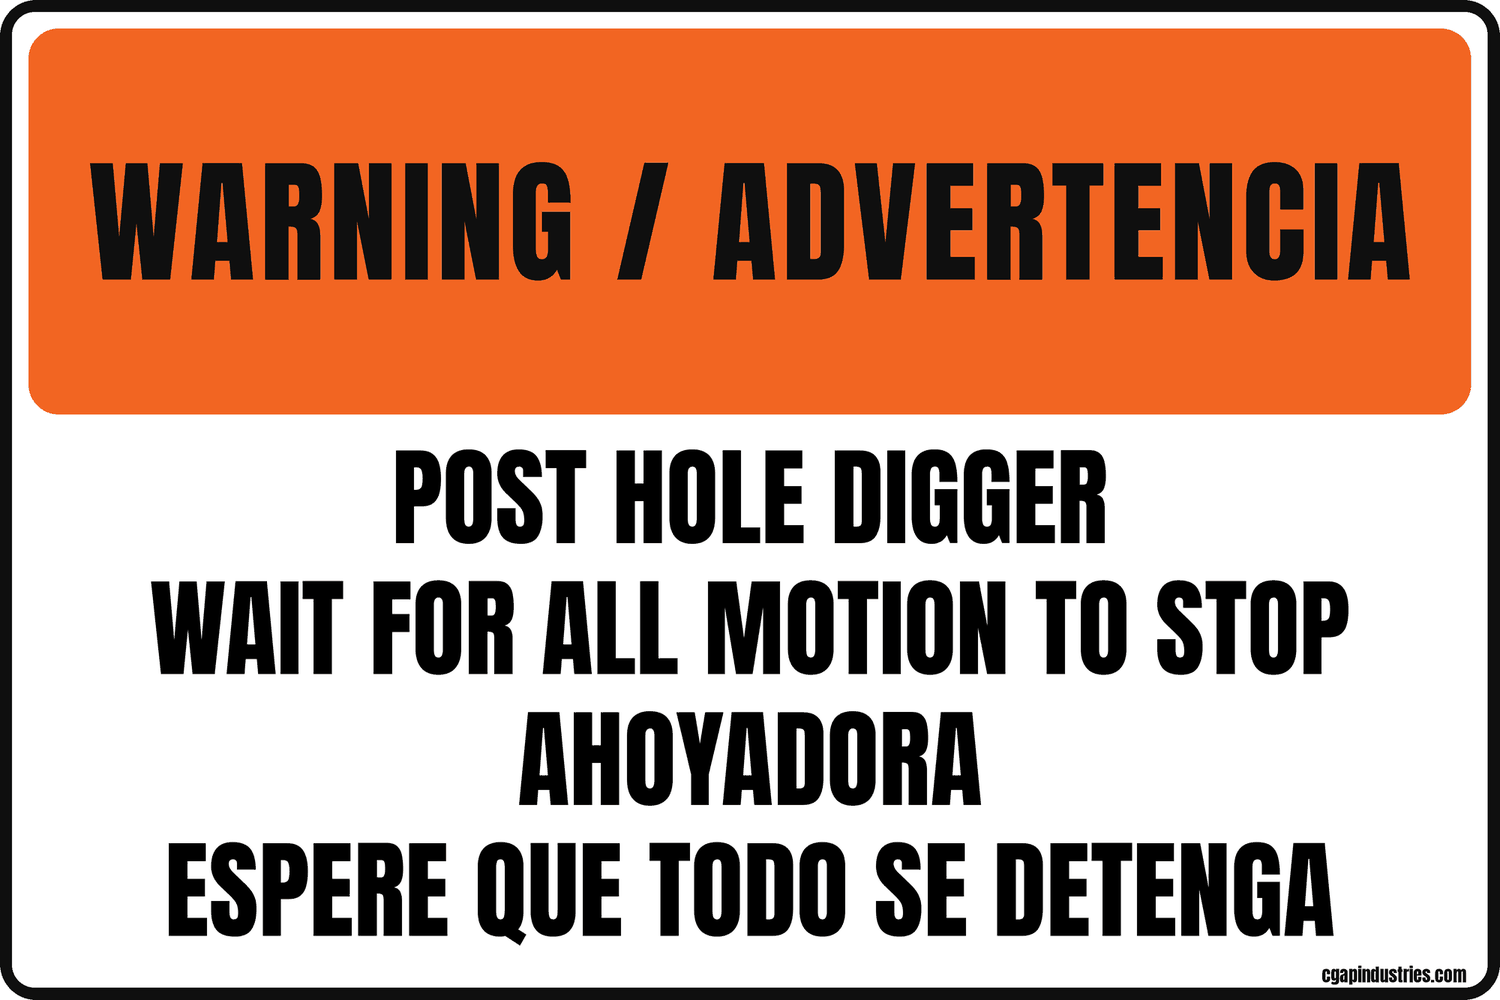 WARNING / ADVERTENCIA
POST HOLE DIGGER
WAIT FOR ALL MOTION TO STOP
AHOYADORA
ESPERE QUE TODO SE DETENGA
cgapindustries.com